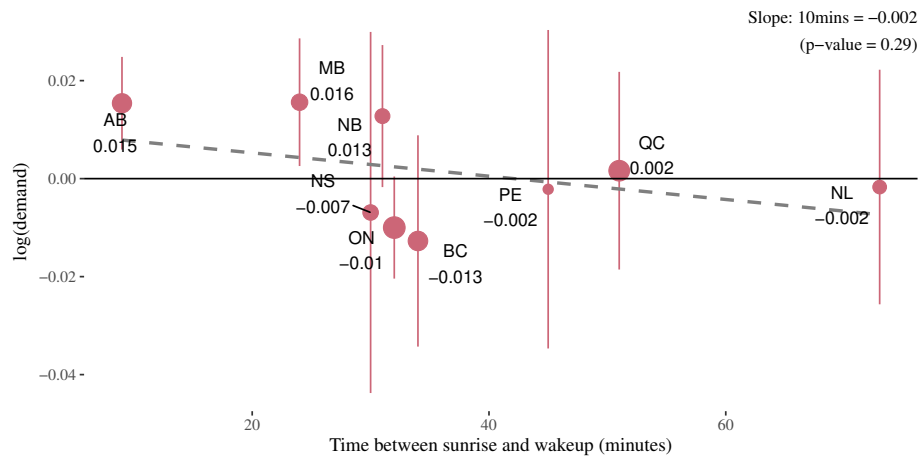 Slope: 10mins = −0.002
(p−value = 0.29)
0.02
0.00
−0.02
−0.04
log(demand)
AB
0.015
MB
0.016
NB
0.013
NS
−0.007
ON
−0.01
BC
−0.013
PE
−0.002
QC
0.002
NL
−0.002
20
40
60
Time between sunrise and wakeup (minutes)